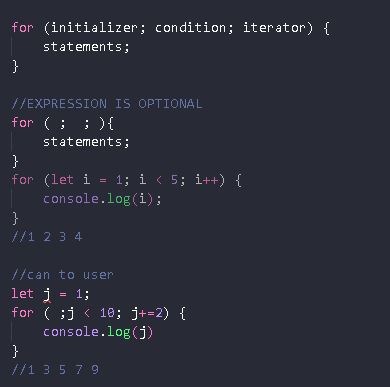 for (initializer; condition; iterator) {
    statements;
}

//EXPRESSION IS OPTIONAL
for ( ;  ; ){
    statements;
}
for (let i = 1; i < 5; i++) {
    console.log(i);
}
//1 2 3 4

//can to user
let j = 1;
for ( ;j < 10; j+=2) {
    console.log(j)
}
//1 3 5 7 9